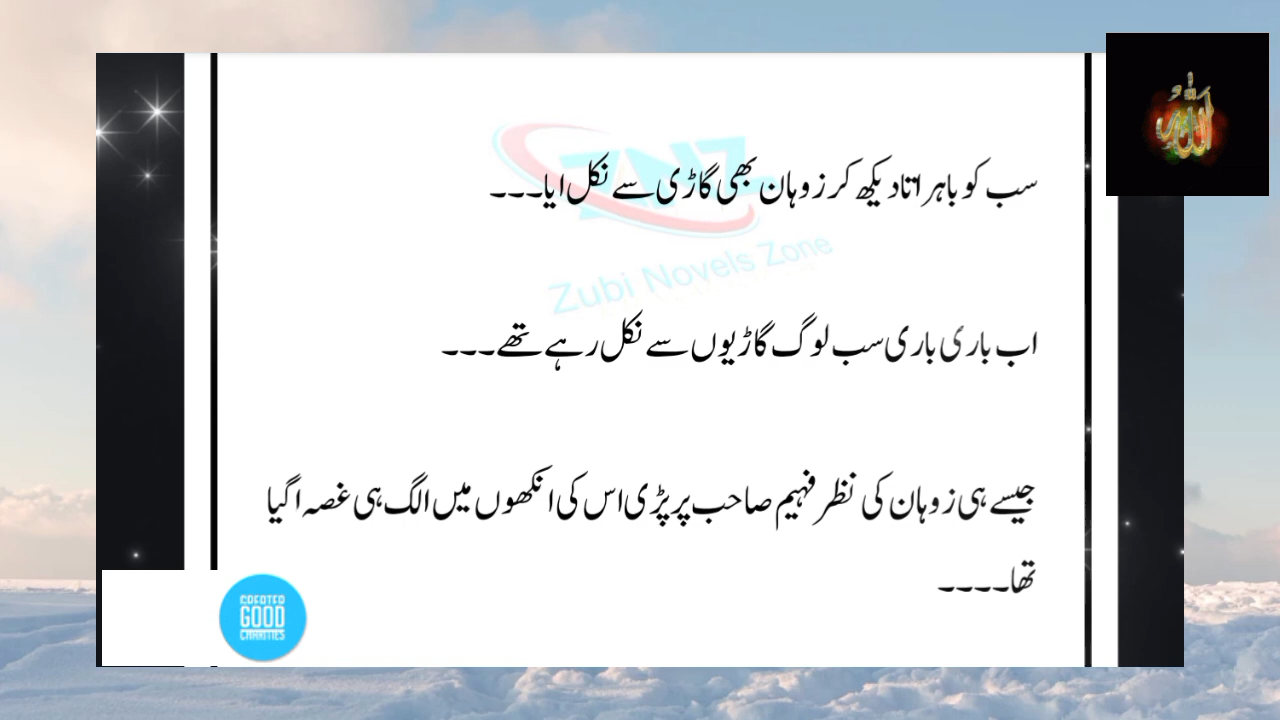 سب کو باہر اتا دیکھ کر زوہان بھی گاڑی سے نکل ایا۔۔۔
ZNZ
Zubi Novels Zone
اب باری باری سب لوگ گاڑیوں سے نکل رہے تھے۔۔۔
جیسے ہی زوہان کی نظر فہیم صاحب پر پڑی اس کی انکھوں میں الگ ہی غصہ اگیا
تھا۔۔۔۔
GOOD
CHARITIES
الله